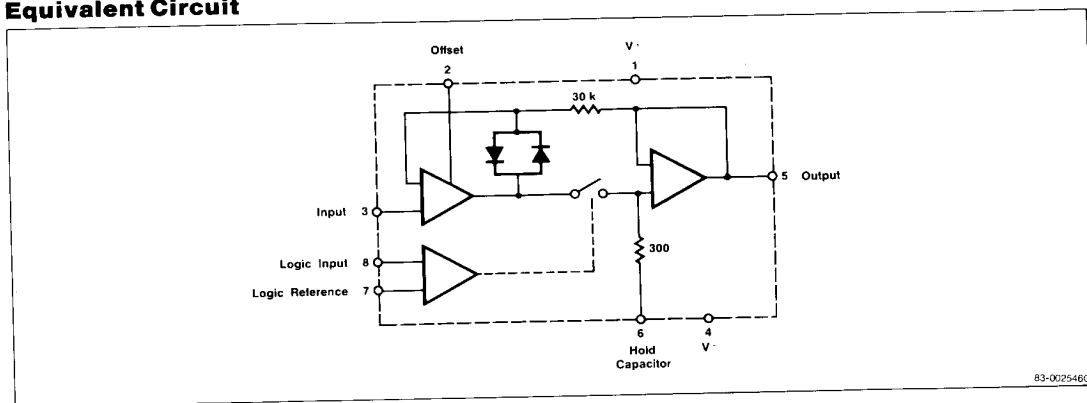 Equivalent Circuit
Offset
2
V+
1
30 k
5 Output
Input 3
300
Logic Input 8
Logic Reference 7
6
Hold
Capacitor
4
V-
83-002546C